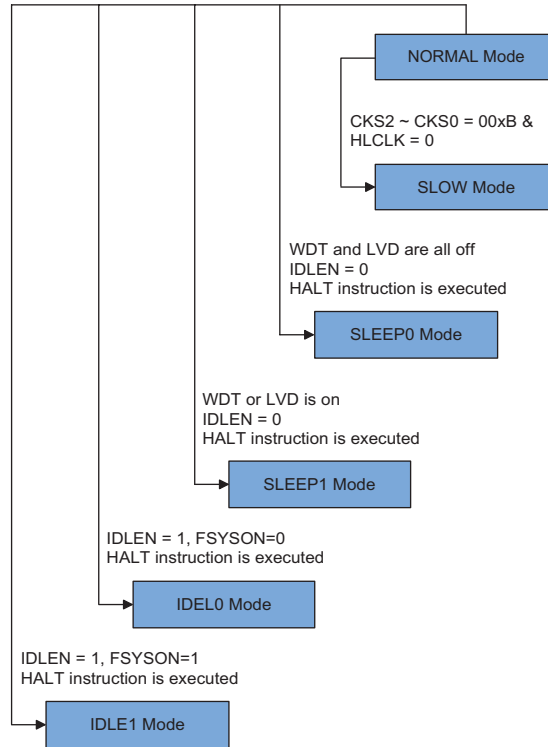 NORMAL Mode
CKS2 ~ CKS0 = 00xB &
HLCLK = 0
SLOW Mode
WDT and LVD are all off
IDLEN = 0
HALT instruction is executed
SLEEP0 Mode
WDT or LVD is on
IDLEN = 0
HALT instruction is executed
SLEEP1 Mode
IDLEN = 1, FSYSON=0
HALT instruction is executed
IDEL0 Mode
IDLEN = 1, FSYSON=1
HALT instruction is executed
IDLE1 Mode